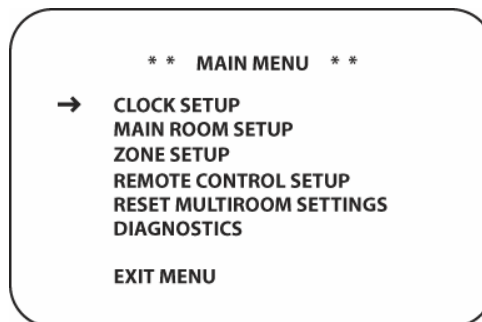 * * MAIN MENU * *
→ CLOCK SETUP
MAIN ROOM SETUP
ZONE SETUP
REMOTE CONTROL SETUP
RESET MULTIROOM SETTINGS
DIAGNOSTICS
EXIT MENU